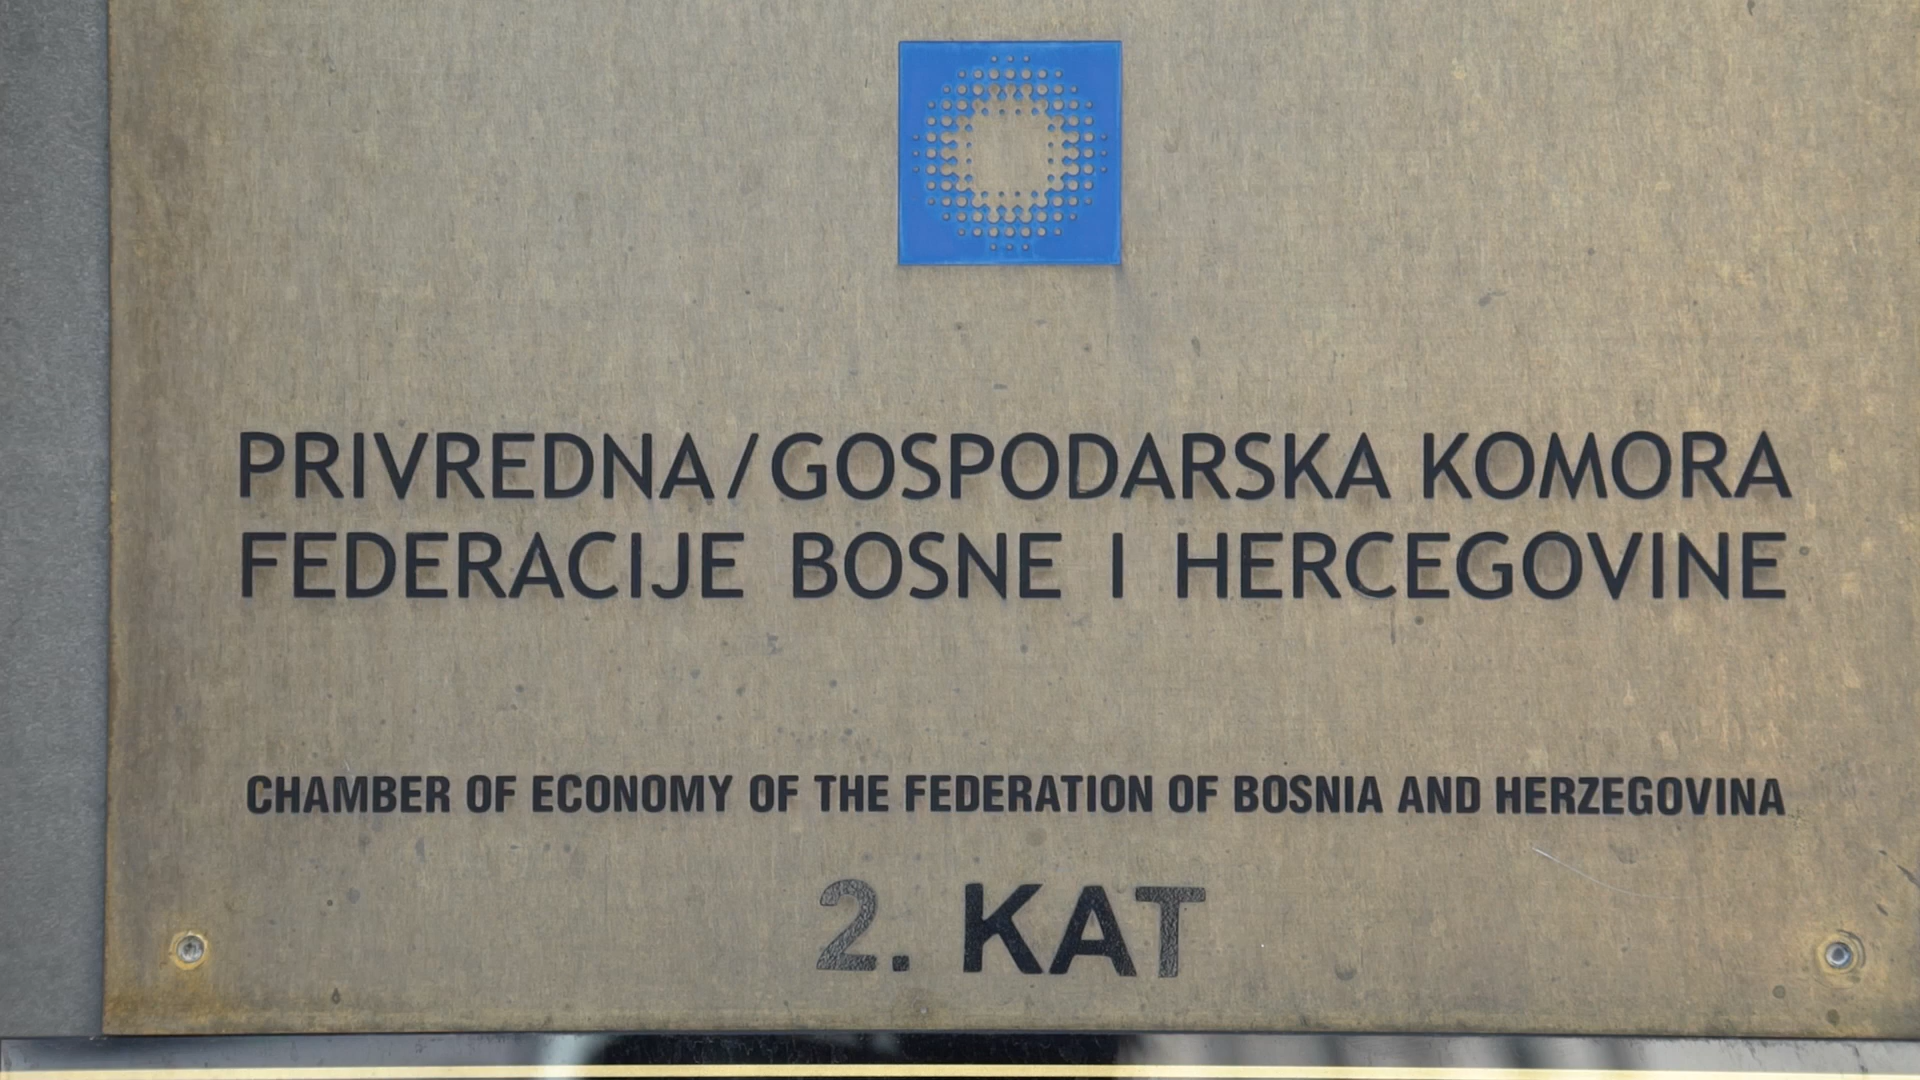 PRIVREDNA/GOSPODARSKA KOMORA
FEDERACIJE BOSNE I HERCEGOVINE
CHAMBER OF ECONOMY OF THE FEDERATION OF BOSNIA AND HERZEGOVINA
2. KAT